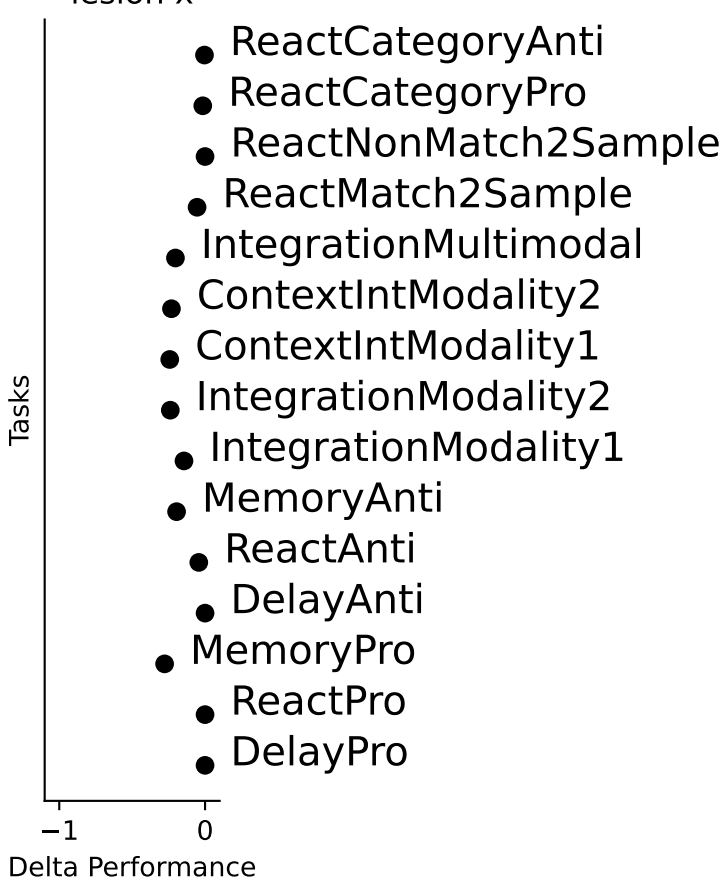 ReactCategoryAnti
ReactCategoryPro
ReactNonMatch2Sample
ReactMatch2Sample
IntegrationMultimodal
ContextIntModality2
ContextIntModality1
IntegrationModality2
IntegrationModality1
MemoryAnti
ReactAnti
DelayAnti
MemoryPro
ReactPro
DelayPro
Tasks
−1 0
Delta Performance